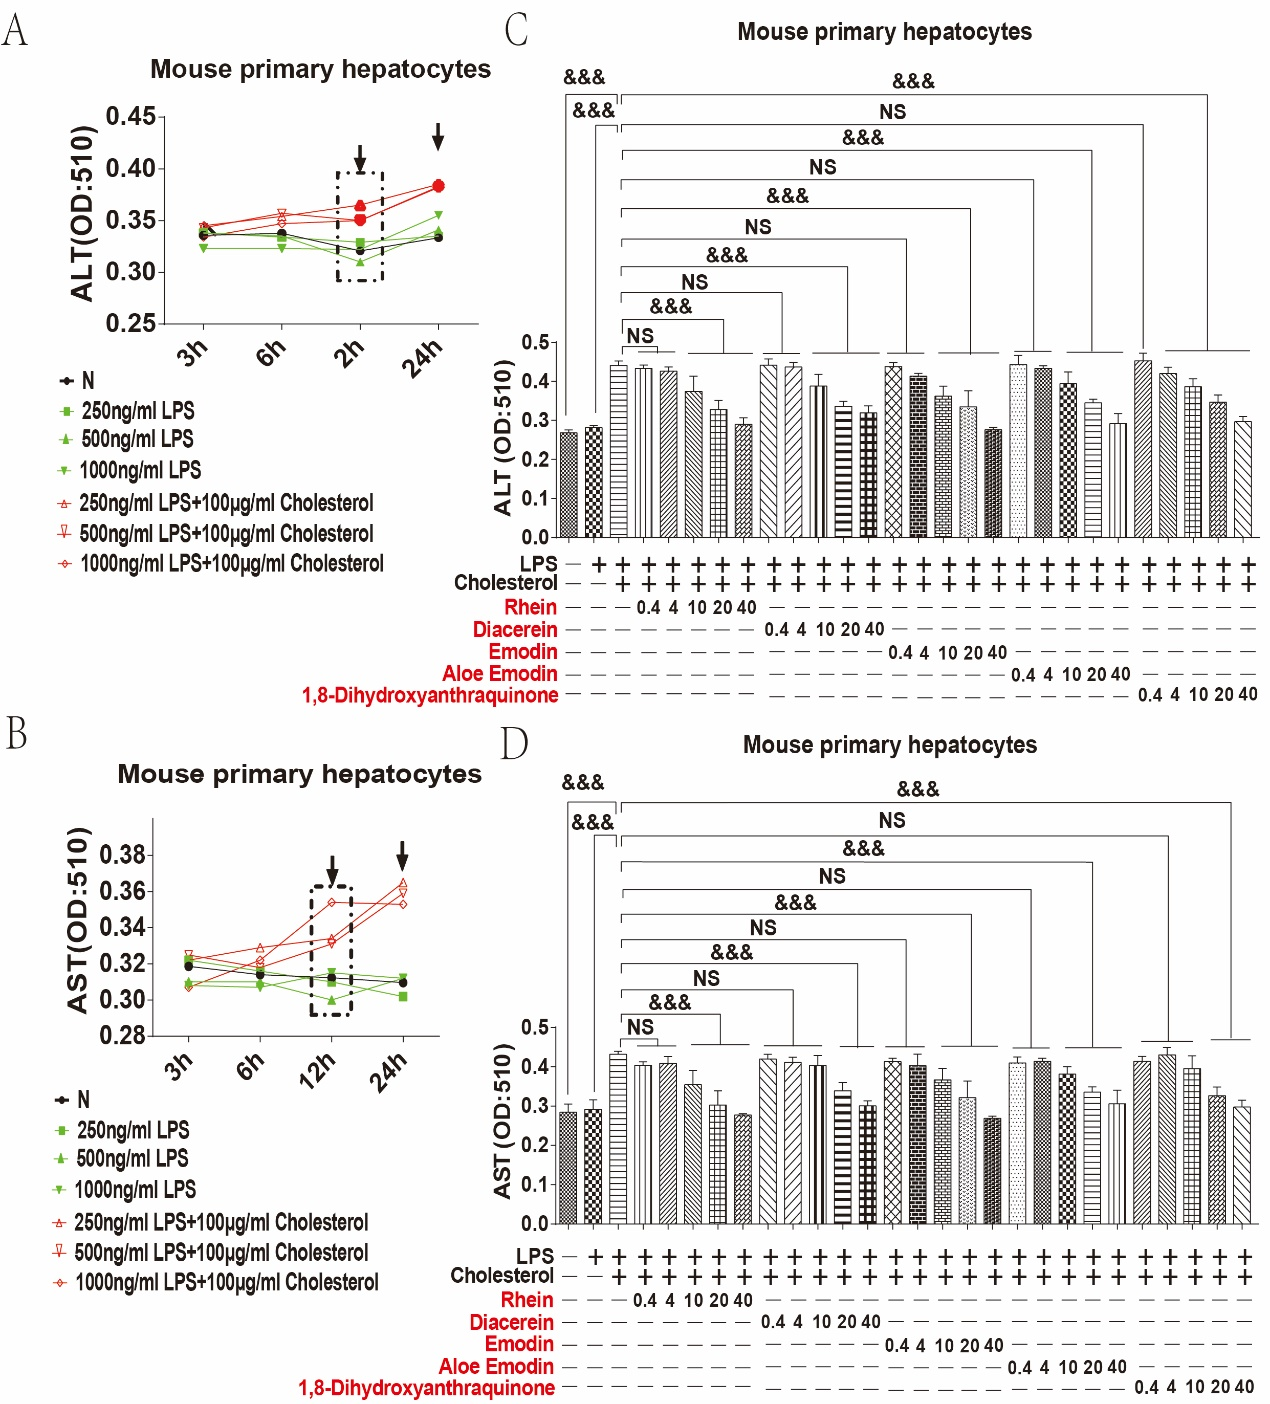 A
Mouse primary hepatocytes
ALT(OD:510)
0.45
0.40
0.35
0.30
0.25
3h 6h 2h 24h
N
250ng/ml LPS
500ng/ml LPS
1000ng/ml LPS
250ng/ml LPS+100μg/ml Cholesterol
500ng/ml LPS+100μg/ml Cholesterol
1000ng/ml LPS+100μg/ml Cholesterol
C
Mouse primary hepatocytes
&&& &&&
&&& NS
&&&
NS
&&&
NS
&&&
NS
&&&
NS
ALT (OD:510)
0.5
0.4
0.3
0.2
0.1
0.0
LPS — + + + + + + + + + + + + + + + + + + + + + + + + + + +
Cholesterol — — + + + + + + + + + + + + + + + + + + + + + + + + + +
Rhein — — — 0.4 4 10 20 40 — — — — — — — — — — — — — — — — — — — —
Diacerein — — — — — — — — 0.4 4 10 20 40 — — — — — — — — — — — — — — —
Emodin — — — — — — — — — — — — — 0.4 4 10 20 40 — — — — — — — — — —
Aloe Emodin — — — — — — — — — — — — — — — — — — 0.4 4 10 20 40 — — — — —
1,8-Dihydroxyanthraquinone — — — — — — — — — — — — — — — — — — — — — — — 0.4 4 10 20 40
B
Mouse primary hepatocytes
AST(OD:510)
0.38
0.36
0.34
0.32
0.30
0.28
3h 6h 12h 24h
N
250ng/ml LPS
500ng/ml LPS
1000ng/ml LPS
250ng/ml LPS+100μg/ml Cholesterol
500ng/ml LPS+100μg/ml Cholesterol
1000ng/ml LPS+100μg/ml Cholesterol
D
Mouse primary hepatocytes
&&& &&&
&&& NS
&&&
NS
&&&
NS
&&&
NS
&&&
NS
AST (OD:510)
0.5
0.4
0.3
0.2
0.1
0.0
LPS — + + + + + + + + + + + + + + + + + + + + + + + + + + +
Cholesterol — — + + + + + + + + + + + + + + + + + + + + + + + + + +
Rhein — — — 0.4 4 10 20 40 — — — — — — — — — — — — — — — — — — — —
Diacerein — — — — — — — — 0.4 4 10 20 40 — — — — — — — — — — — — — — —
Emodin — — — — — — — — — — — — — 0.4 4 10 20 40 — — — — — — — — — —
Aloe Emodin — — — — — — — — — — — — — — — — — — 0.4 4 10 20 40 — — — — —
1,8-Dihydroxyanthraquinone — — — — — — — — — — — — — — — — — — — — — — — 0.4 4 10 20 40